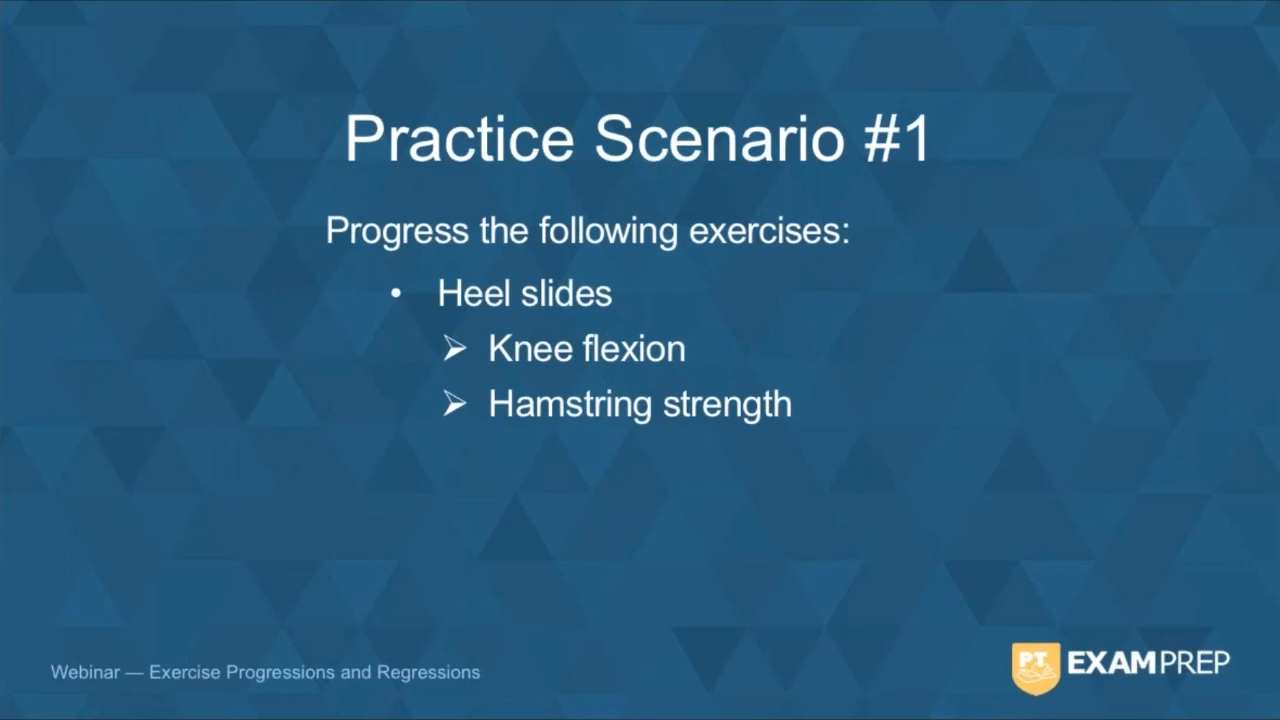 Practice Scenario #1
Progress the following exercises:
• Heel slides
➢ Knee flexion
➢ Hamstring strength
Webinar — Exercise Progressions and Regressions
PT EXAMPREP